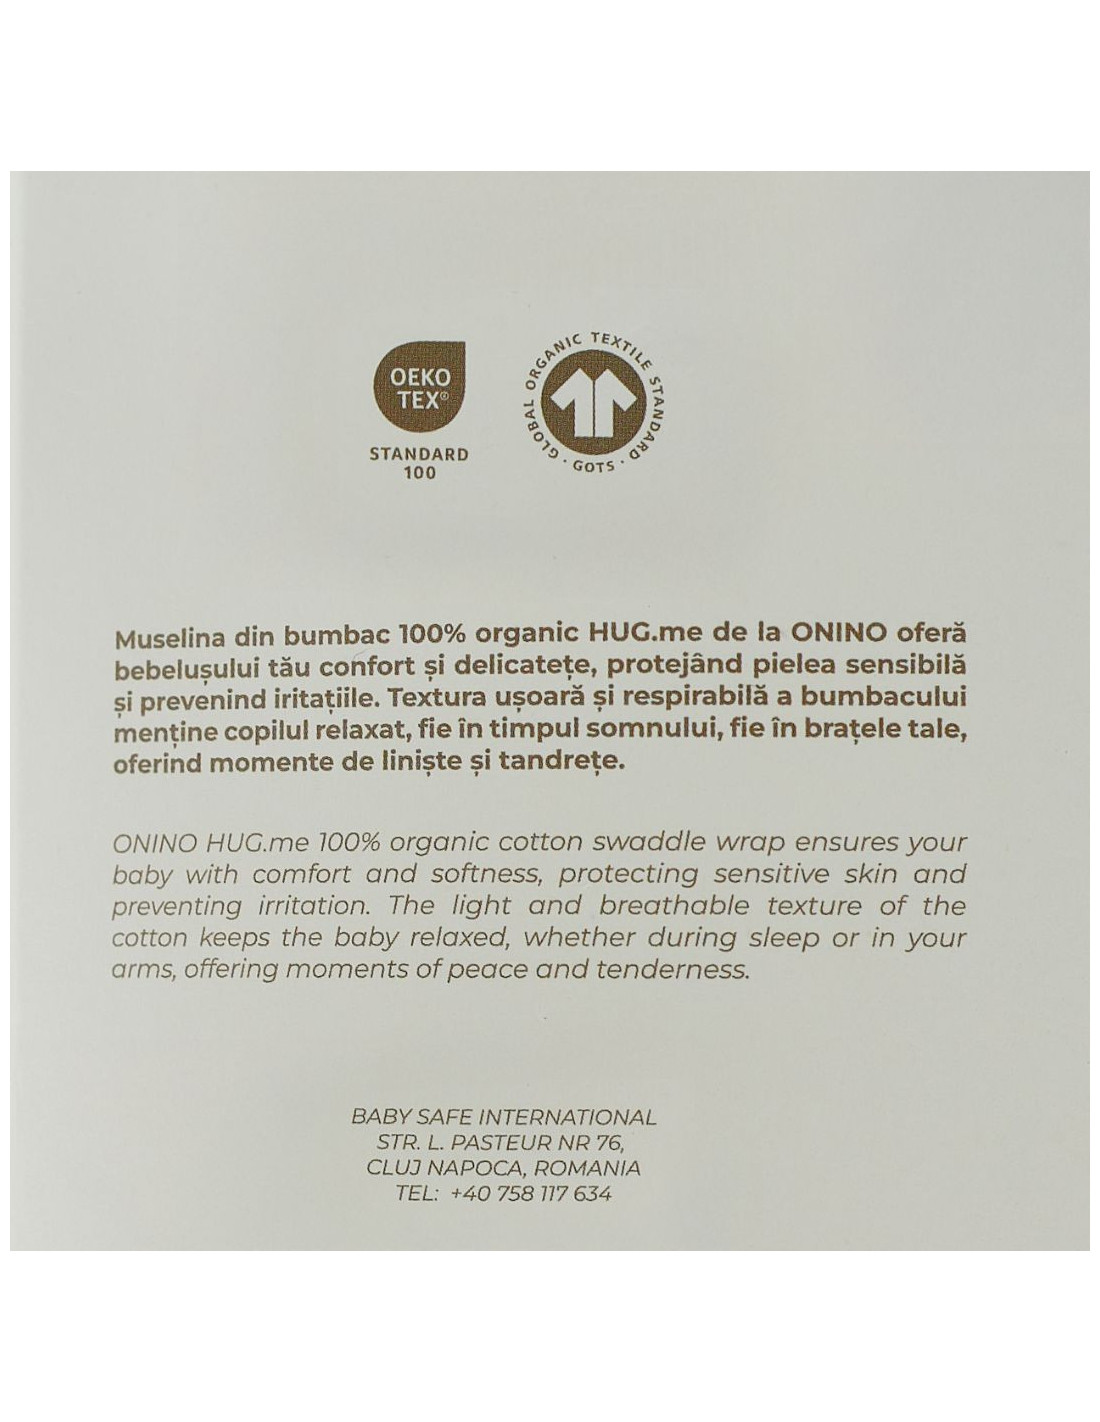 OEKO
TEX®
STANDARD
100
GLOBAL ORGANIC TEXTILE STANDARD · GOTS ·
Muselina din bumbac 100% organic HUG.me de la ONINO oferă
bebelușului tău confort și delicatețe, protejând pielea sensibilă
și prevenind iritațiile. Textura ușoară și respirabilă a bumbacului
menține copilul relaxat, fie în timpul somnului, fie în brațele tale,
oferind momente de liniște și tandrețe.
ONINO HUG.me 100% organic cotton swaddle wrap ensures your
baby with comfort and softness, protecting sensitive skin and
preventing irritation. The light and breathable texture of the
cotton keeps the baby relaxed, whether during sleep or in your
arms, offering moments of peace and tenderness.
BABY SAFE INTERNATIONAL
STR. L. PASTEUR NR 76,
CLUJ NAPOCA, ROMANIA
TEL: +40 758 117 634